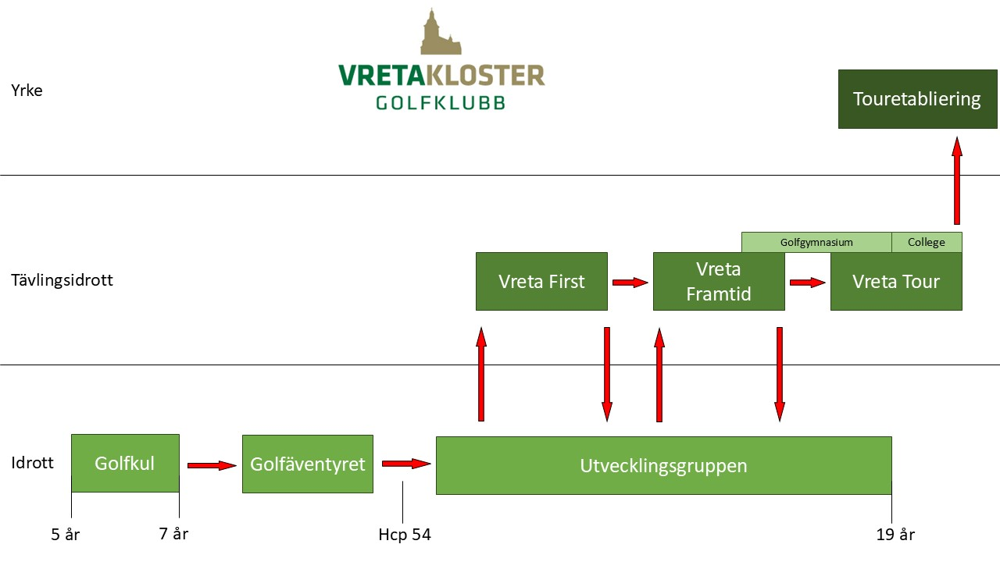 VRETAKLOSTER
GOLFKLUBB
Yrke
Touretabliering
Golfgymnasium
College
Tävlingsidrott
Vreta First
Vreta
Framtid
Vreta Tour
Idrott
Golfkul
Golfäventyret
Utvecklingsgruppen
5 år
7 år
Hcp 54
19 år